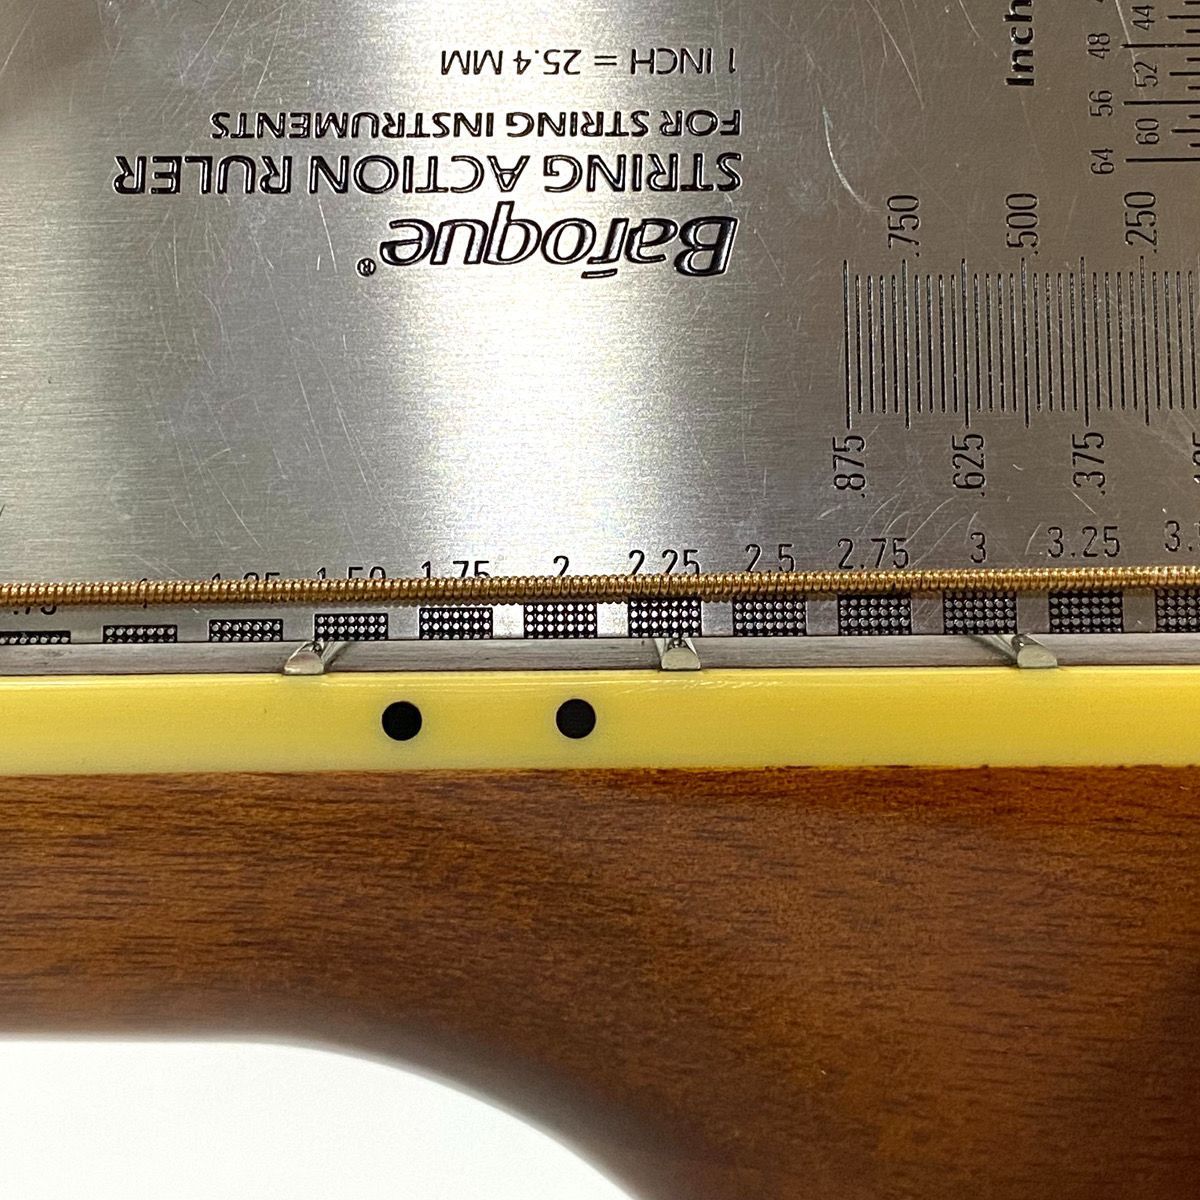 Baroque®
STRING ACTION RULER
FOR STRING INSTRUMENTS
1 INCH = 25.4 MM
Inch
48 44
56 52
64 60
.750 .500 .250
.875 .625 .375
1.25 1.50 1.75 2 2.25 2.5 2.75 3 3.25